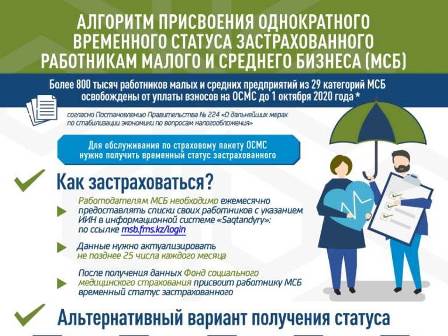 АЛГОРИТМ ПРИСВОЕНИЯ ОДНОКРАТНОГО
ВРЕМЕННОГО СТАТУСА ЗАСТРАХОВАННОГО
РАБОТНИКАМ МАЛОГО И СРЕДНЕГО БИЗНЕСА (МСБ)
Более 800 тысяч работников малых и средних предприятий из 29 категорий МСБ
освобождены от уплаты взносов на ОСМС до 1 октября 2020 года *
согласно Постановлению Правительства № 224 «О дальнейших мерах
по стабилизации экономики по вопросам налогообложения»
Для обслуживания по страховому пакету ОСМС
нужно получить временный статус застрахованного
Как застраховаться?
Работодателям МСБ необходимо ежемесячно
предоставлять списки своих работников с указанием
ИИН в информационной системе «Saqtandyry»:
по ссылке msb.fms.kz/login
Данные нужно актуализировать
не позднее 25 числа каждого месяца
После получения данных Фонд социального
медицинского страхования присвоит работнику МСБ
временный статус застрахованного
Альтернативный вариант получения статуса